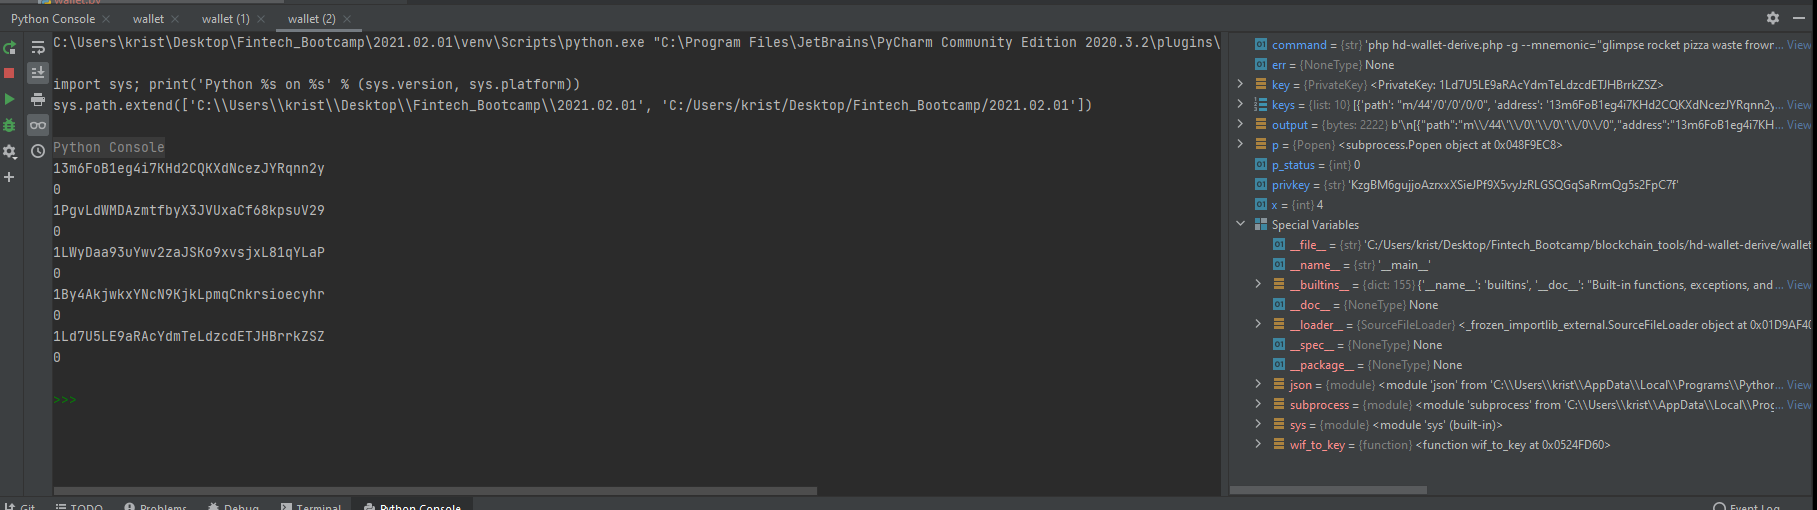 wallet.py
Python Console × wallet × wallet (1) × wallet (2) ×
C:\Users\krist\Desktop\Fintech_Bootcamp\2021.02.01\venv\Scripts\python.exe "C:\Program Files\JetBrains\PyCharm Community Edition 2020.3.2\plugins\
import sys; print('Python %s on %s' % (sys.version, sys.platform))
sys.path.extend(['C:\\Users\\krist\\Desktop\\Fintech_Bootcamp\\2021.02.01', 'C:/Users/krist/Desktop/Fintech_Bootcamp/2021.02.01'])
Python Console
13m6FoB1eg4i7KHd2CQKXdNcezJYRqnn2y
0
1PgvLdWMDAzmtfbyX3JVUxaCf68kpsuV29
0
1LWyDaa93uYwv2zaJSKo9xvsjxL81qYLaP
0
1By4AkjwkxYNcN9KjkLpmqCnkrsioecyhr
0
1Ld7U5LE9aRAcYdmTeLdzcdETJHBrrkZSZ
0
>>>
command = {str} 'php hd-wallet-derive.php -g --mnemonic="glimpse rocket pizza waste frown... View
err = {NoneType} None
key = {PrivateKey} <PrivateKey: 1Ld7U5LE9aRAcYdmTeLdzcdETJHBrrkZSZ>
keys = {list: 10} [{'path': "m/44'/0'/0'/0/0", 'address': '13m6FoB1eg4i7KHd2CQKXdNcezJYRqnn2y... View
output = {bytes: 2222} b'\n[{"path":"m\\/44\'\\/0\'\\/0\'\\/0\\/0","address":"13m6FoB1eg4i7KH... View
p = {Popen} <subprocess.Popen object at 0x048F9EC8>
p_status = {int} 0
privkey = {str} 'KzgBM6gujjoAzrxxXSieJPf9X5vyJzRLGSQGqSaRrmQg5s2FpC7f'
x = {int} 4
Special Variables
__file__ = {str} 'C:/Users/krist/Desktop/Fintech_Bootcamp/blockchain_tools/hd-wallet-derive/wallet
__name__ = {str} '__main__'
__builtins__ = {dict: 155} {'__name__': 'builtins', '__doc__': "Built-in functions, exceptions, and ... View
__doc__ = {NoneType} None
__loader__ = {SourceFileLoader} <_frozen_importlib_external.SourceFileLoader object at 0x01D9AF40
__spec__ = {NoneType} None
__package__ = {NoneType} None
json = {module} <module 'json' from 'C:\\Users\\krist\\AppData\\Local\\Programs\\Python... View
subprocess = {module} <module 'subprocess' from 'C:\\Users\\krist\\AppData\\Local\\Prog... View
sys = {module} <module 'sys' (built-in)>
wif_to_key = {function} <function wif_to_key at 0x0524FD60>
Git TODO Problems Debug Terminal Python Console Event Log